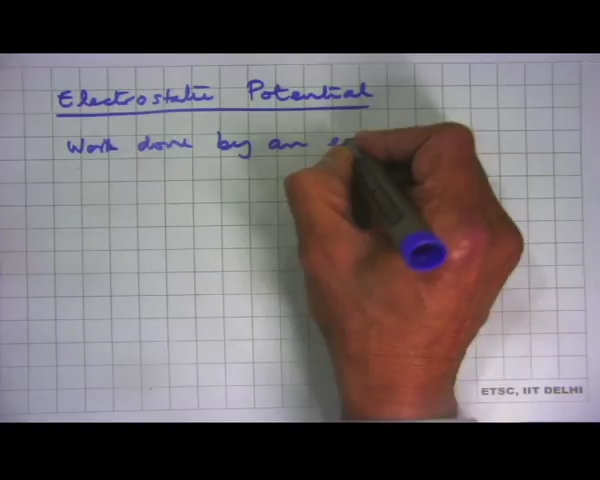 Electrostatic Potential
Work done by an
ETSC, IIT DELHI